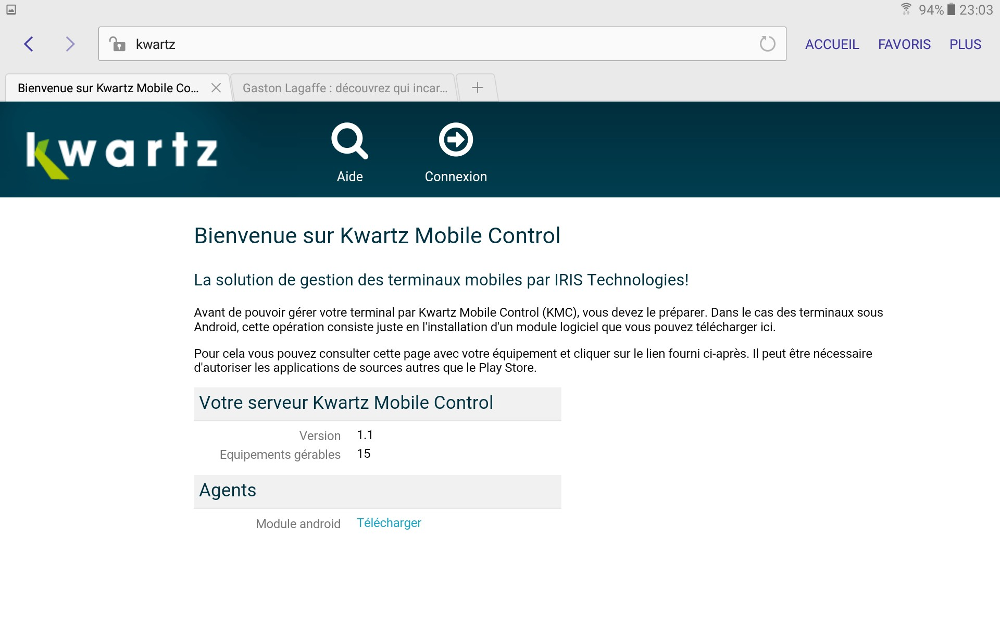 94% 23:03
kwartz
ACCUEIL FAVORIS PLUS
Bienvenue sur Kwartz Mobile Co...
Gaston Lagaffe : découvrez qui incar...
kwartz
Aide
Connexion
Bienvenue sur Kwartz Mobile Control
La solution de gestion des terminaux mobiles par IRIS Technologies!
Avant de pouvoir gérer votre terminal par Kwartz Mobile Control (KMC), vous devez le préparer. Dans le cas des terminaux sous
Android, cette opération consiste juste en l'installation d'un module logiciel que vous pouvez télécharger ici.
Pour cela vous pouvez consulter cette page avec votre équipement et cliquer sur le lien fourni ci-après. Il peut être nécessaire
d'autoriser les applications de sources autres que le Play Store.
Votre serveur Kwartz Mobile Control
Version 1.1
Equipements gérables 15
Agents
Module android Télécharger